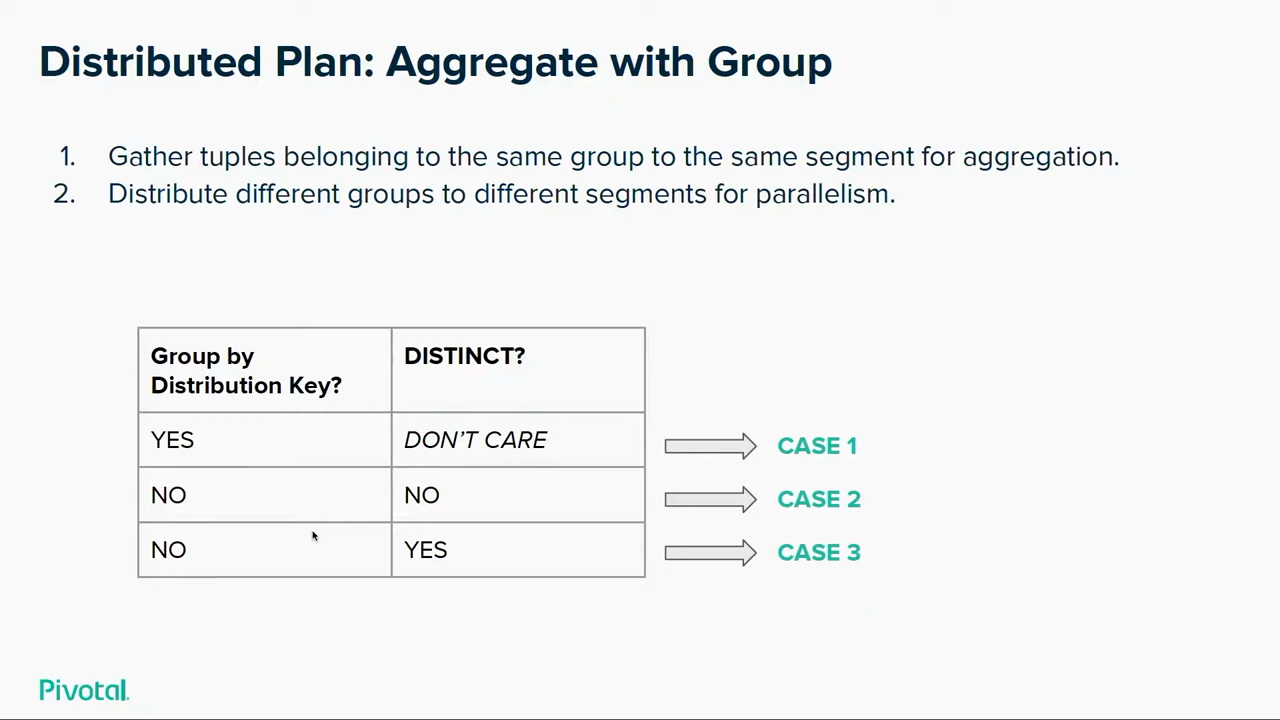 Distributed Plan: Aggregate with Group
1. Gather tuples belonging to the same group to the same segment for aggregation.
2. Distribute different groups to different segments for parallelism.
Group by
Distribution Key?
DISTINCT?
YES
DON'T CARE
CASE 1
NO
NO
CASE 2
NO
YES
CASE 3
Pivotal.